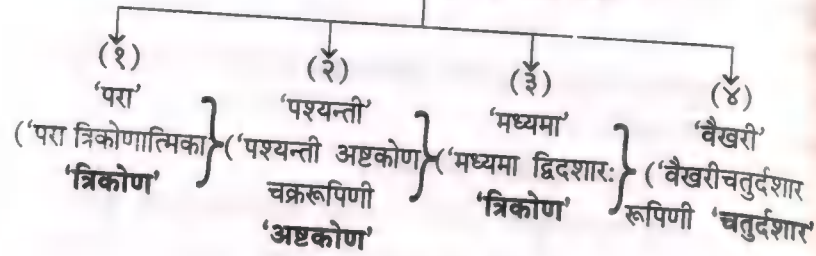 (१)
'परा'
('परा त्रिकोणात्मिका
'त्रिकोण'
(२)
'पश्यन्ती'
('पश्यन्ती अष्टकोण
चक्ररूपिणी
'अष्टकोण'
(३)
'मध्यमा'
('मध्यमा द्विदशार:
'त्रिकोण'
(४)
'वैखरी'
('वैखरीचतुर्दशार
रूपिणी 'चतुर्दशार'